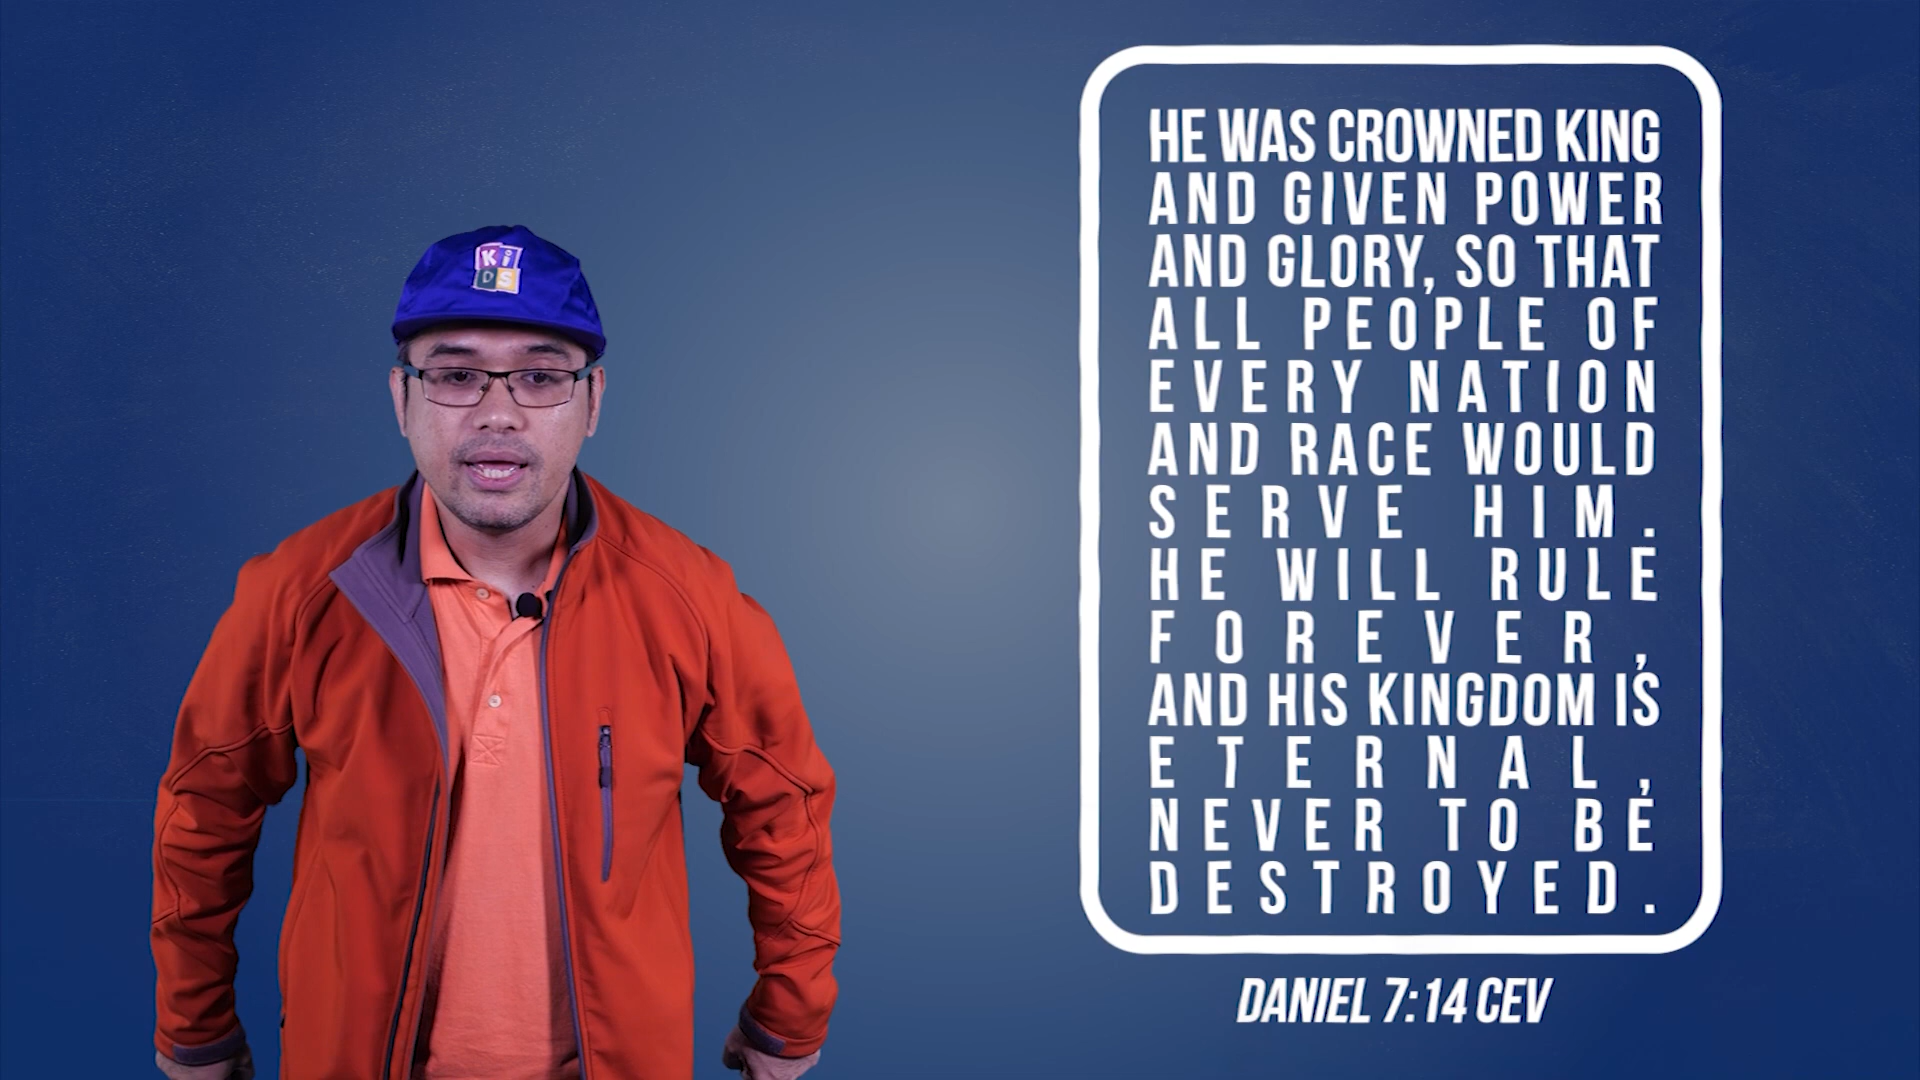 KiDS
HE WAS CROWNED KING
AND GIVEN POWER
AND GLORY, SO THAT
ALL PEOPLE OF
EVERY NATION
AND RACE WOULD
SERVE HIM.
HE WILL RULE
FOREVER,
AND HIS KINGDOM IS
ETERNAL,
NEVER TO BE
DESTROYED.
DANIEL 7:14 CEV